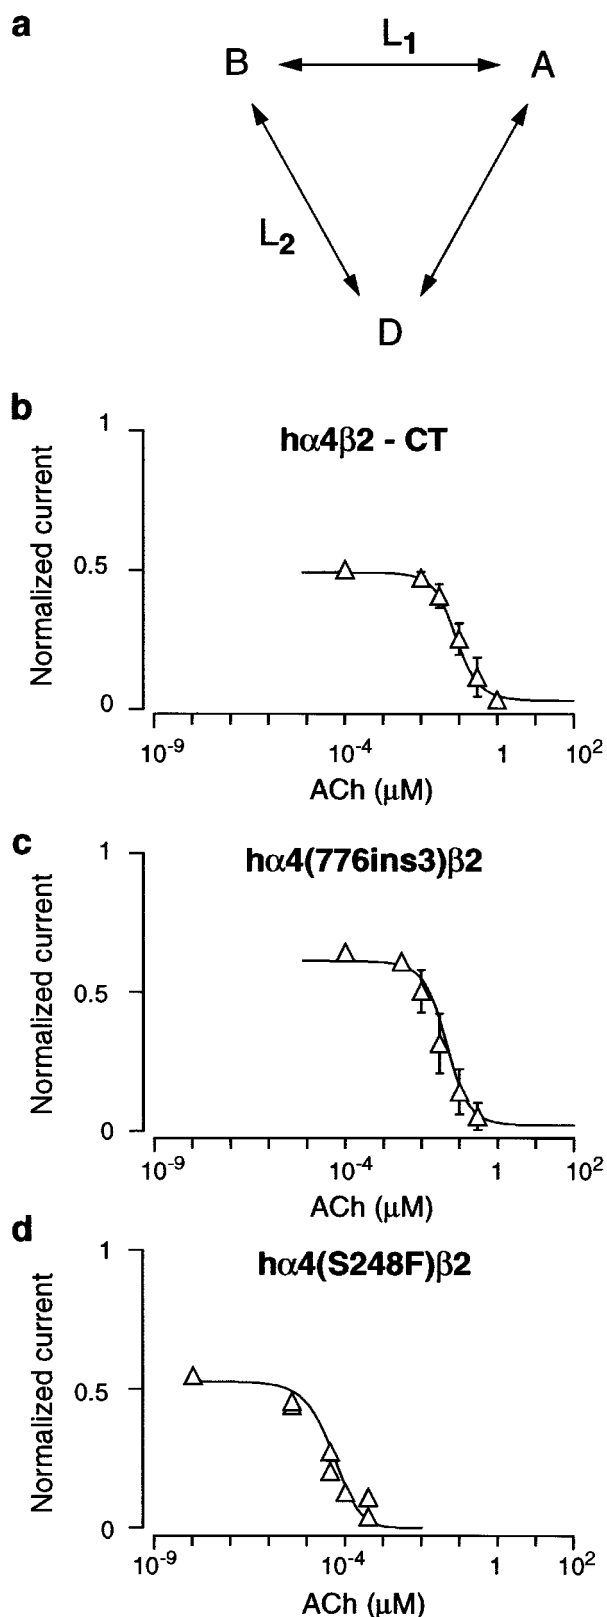 a
B L₁ A
L₂
D
b
hα4β2 - CT
Normalized current
1
0.5
0
10⁻⁹ 10⁻⁴ 1 10²
ACh (μM)
c
hα4(776ins3)β2
Normalized current
1
0.5
0
10⁻⁹ 10⁻⁴ 1 10²
ACh (μM)
d
hα4(S248F)β2
Normalized current
1
0.5
0
10⁻⁹ 10⁻⁴ 1 10²
ACh (μM)